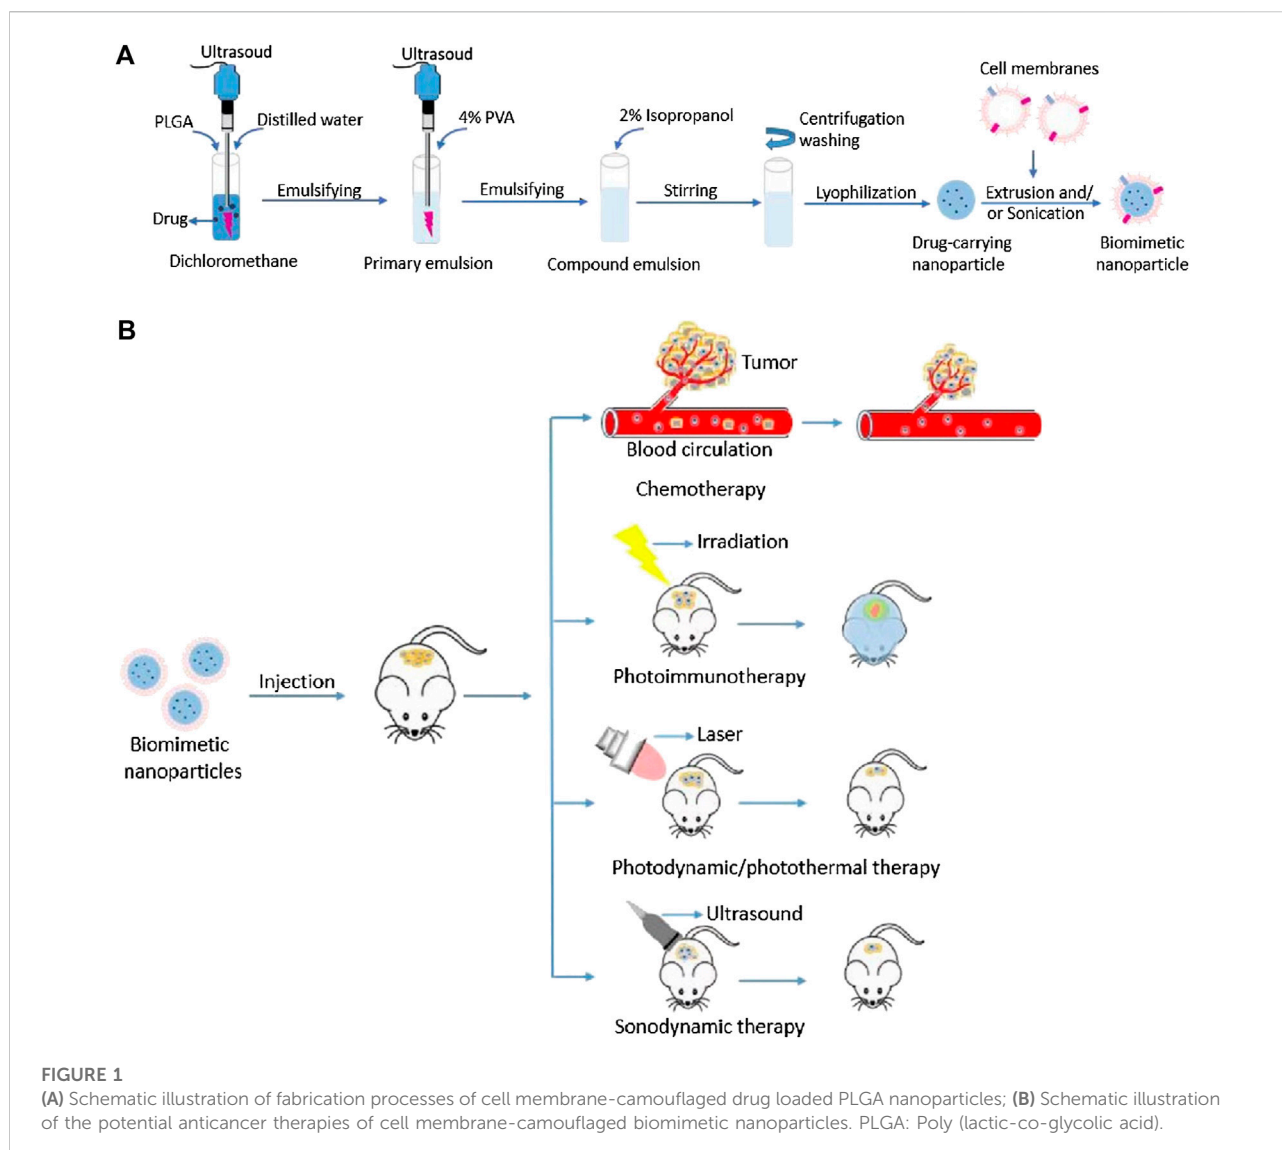 A
Ultrasoud
Ultrasoud
PLGA
Distilled water
4% PVA
2% Isopropanol
Centrifugation
washing
Cell membranes
Drug
Emulsifying
Emulsifying
Stirring
Lyophilization
Extrusion and/
or Sonication
Dichloromethane
Primary emulsion
Compound emulsion
Drug-carrying
nanoparticle
Biomimetic
nanoparticle
B
Tumor
Blood circulation
Chemotherapy
Irradiation
Photoimmunotherapy
Injection
Biomimetic
nanoparticles
Laser
Photodynamic/photothermal therapy
Ultrasound
Sonodynamic therapy
FIGURE 1
(A) Schematic illustration of fabrication processes of cell membrane-camouflaged drug loaded PLGA nanoparticles; (B) Schematic illustration
of the potential anticancer therapies of cell membrane-camouflaged biomimetic nanoparticles. PLGA: Poly (lactic-co-glycolic acid).